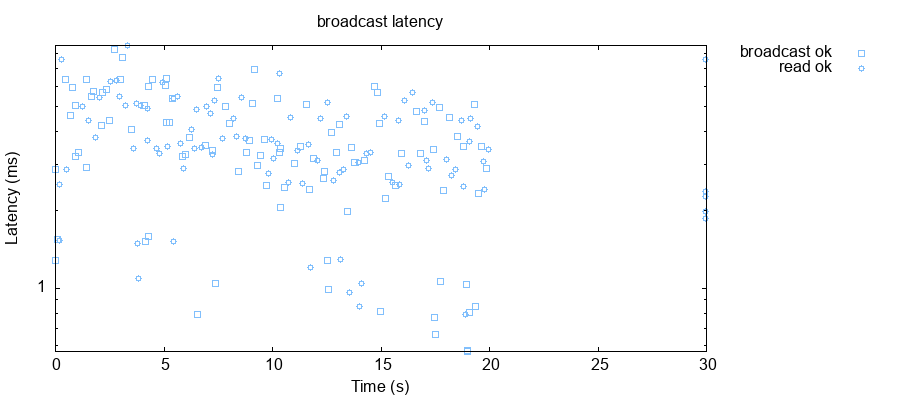 broadcast latency
broadcast ok
read ok
Latency (ms)
1
0 5 10 15 20 25 30
Time (s)